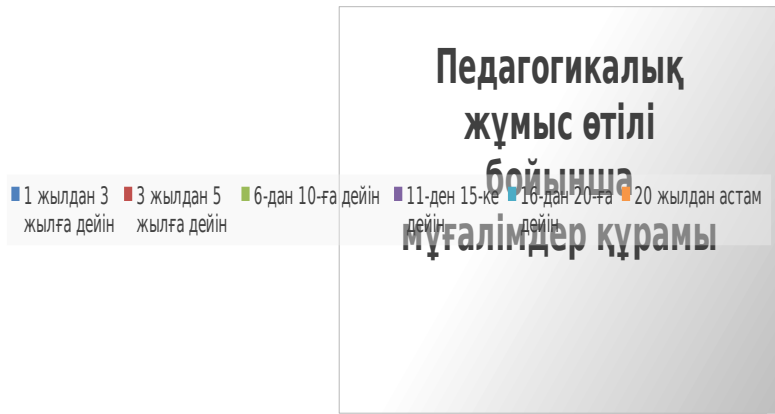 Педагогикалық
жұмыс өтілі
бойынша
мұғалімдер құрамы
1 жылдан 3 жылға дейін
3 жылдан 5 жылға дейін
6-дан 10-ға дейін
11-ден 15-ке дейін
16-дан 20-ға дейін
20 жылдан астам